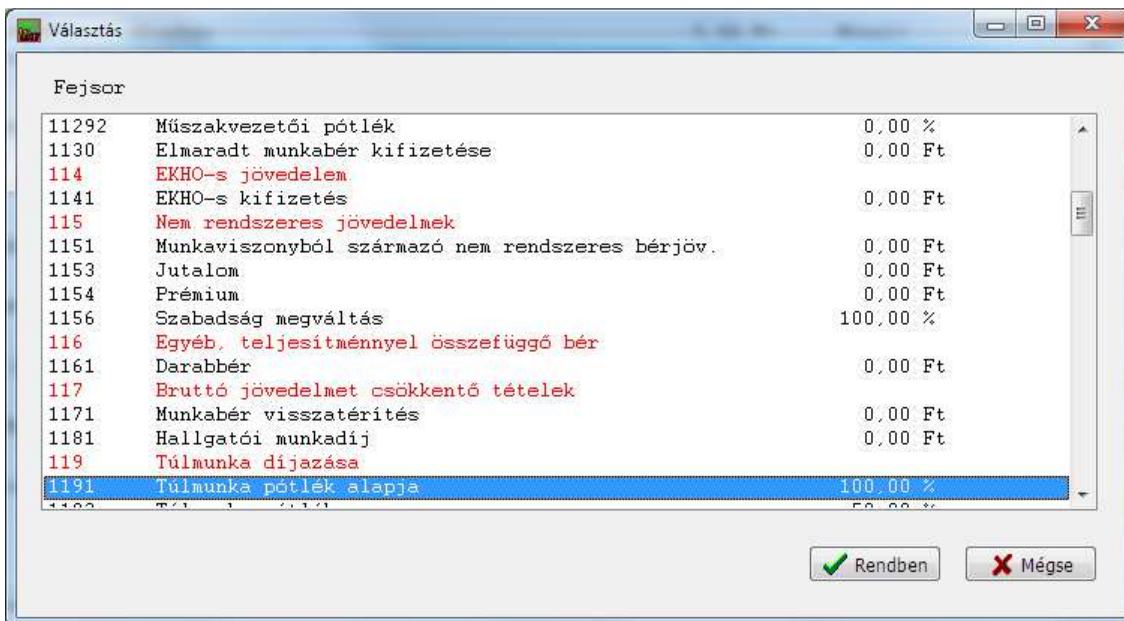 Választás
Fejsor
11292 Műszakvezetői pótlék 0,00 %
1130 Elmaradt munkabér kifizetése 0,00 Ft
114 EKHO-s jövedelem
1141 EKHO-s kifizetés 0,00 Ft
115 Nem rendszeres jövedelmek
1151 Munkaviszonyból származó nem rendszeres bérjöv. 0,00 Ft
1153 Jutalom 0,00 Ft
1154 Prémium 0,00 Ft
1156 Szabadság megváltás 100,00 %
116 Egyéb, teljesítménnyel összefüggő bér
1161 Darabbér 0,00 Ft
117 Bruttó jövedelmet csökkentő tételek
1171 Munkabér visszatérítés 0,00 Ft
1181 Hallgatói munkadíj 0,00 Ft
119 Túlmunka díjazása
1191 Túlmunka pótlék alapja 100,00 %
Rendben Mégse